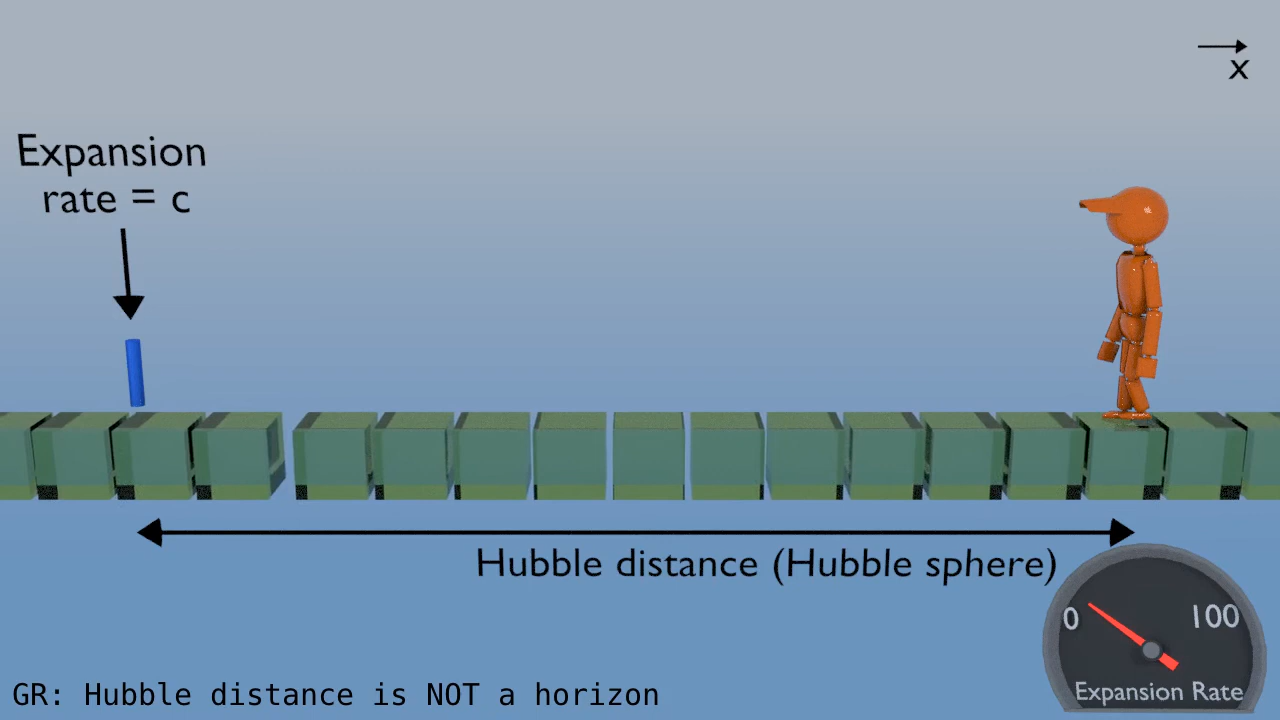 x
Expansion
rate = c
Hubble distance (Hubble sphere)
0
100
Expansion Rate
GR: Hubble distance is NOT a horizon